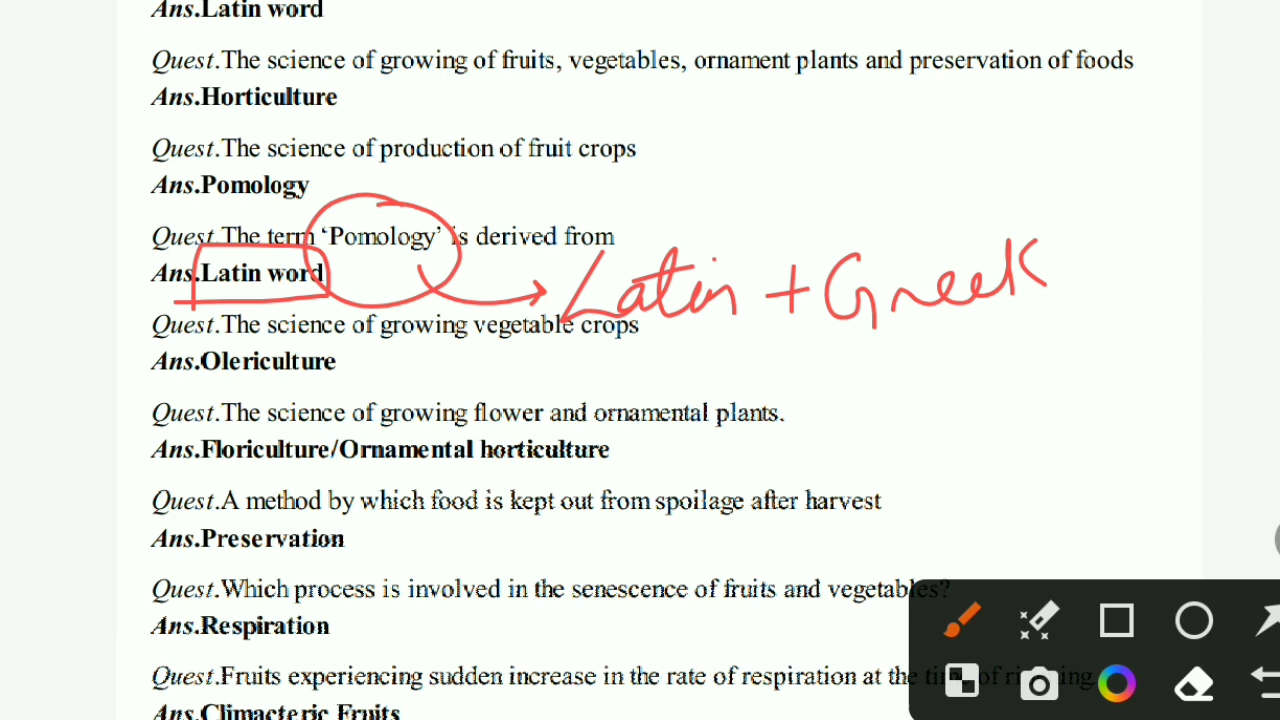 Ans.Latin word
Quest.The science of growing of fruits, vegetables, ornament plants and preservation of foods
Ans.Horticulture
Quest.The science of production of fruit crops
Ans.Pomology
Quest.The term ‘Pomology’ is derived from
Ans.Latin word
Latin + Greek
Quest.The science of growing vegetable crops
Ans.Olericulture
Quest.The science of growing flower and ornamental plants.
Ans.Floriculture/Ornamental horticulture
Quest.A method by which food is kept out from spoilage after harvest
Ans.Preservation
Quest.Which process is involved in the senescence of fruits and vegetables?
Ans.Respiration
Quest.Fruits experiencing sudden increase in the rate of respiration at the time of ripening.
Ans.Climacteric Fruits